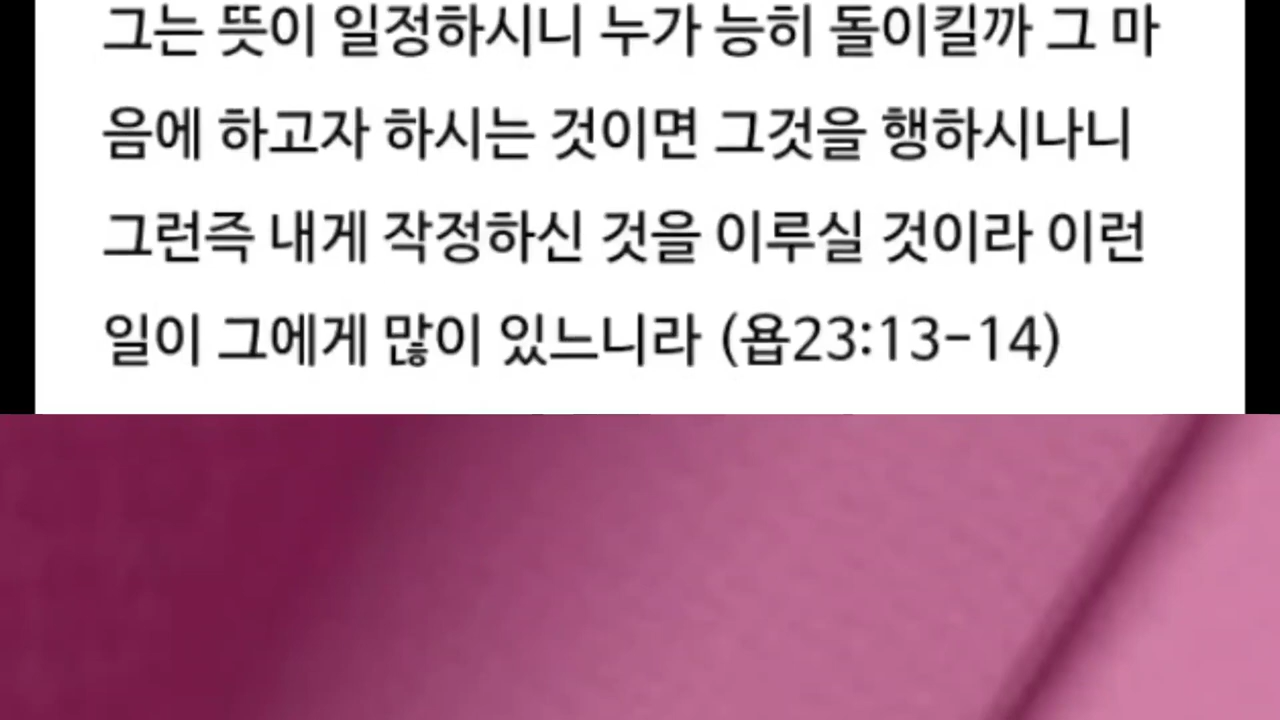 그는 뜻이 일정하시니 누가 능히 돌이킬까 그 마
음에 하고자 하시는 것이면 그것을 행하시나니
그런즉 내게 작정하신 것을 이루실 것이라 이런
일이 그에게 많이 있느니라 (욥23:13-14)